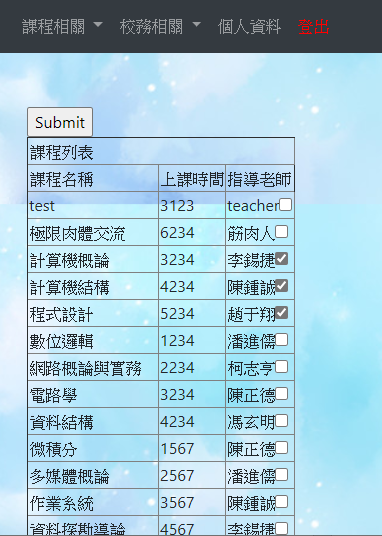 課程相關 校務相關 個人資料 登出
Submit
課程列表
課程名稱 上課時間 指導老師
test 3123 teacher
極限肉體交流 6234 筋肉人
計算機概論 3234 李錫捷
計算機結構 4234 陳鍾誠
程式設計 5234 趙于翔
數位邏輯 1234 潘進儒
網路概論與實務 2234 柯志亨
電路學 3234 陳正德
資料結構 4234 馮玄明
微積分 1567 陳正德
多媒體概論 2567 潘進儒
作業系統 3567 陳鍾誠
資料探勘導論 4567 李錫捷